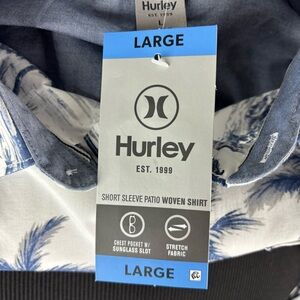 Hurley
EST. 1999
L
LARGE
Hurley
EST. 1999
SHORT SLEEVE PATIO WOVEN SHIRT
CHEST POCKET W/
SUNGLASS SLOT
STRETCH
FABRIC
LARGE